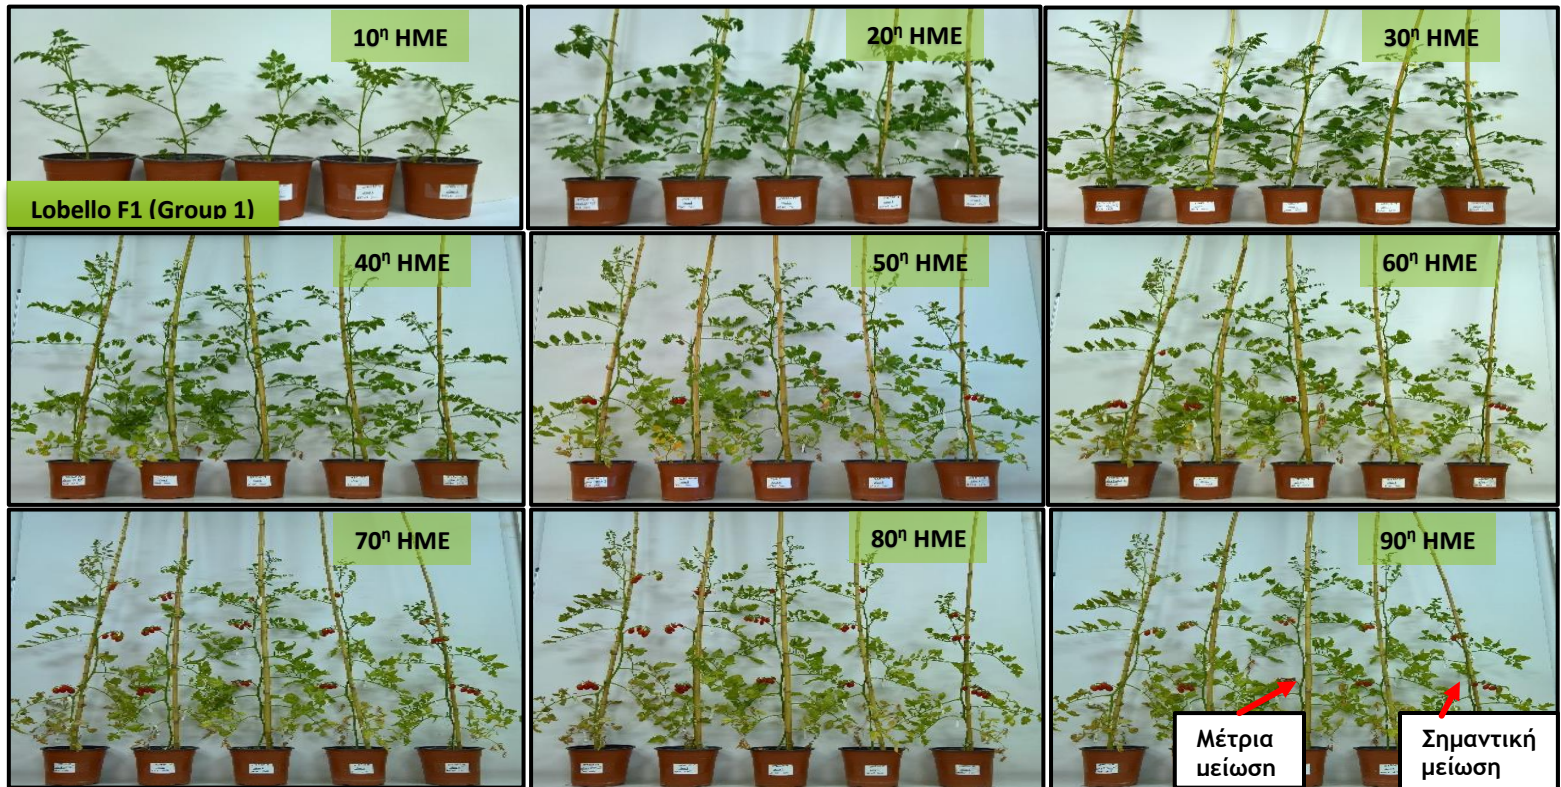 10η ΗΜΕ
20η ΗΜΕ
30η ΗΜΕ
Lobello F1 (Group 1)
40η ΗΜΕ
50η ΗΜΕ
60η ΗΜΕ
70η ΗΜΕ
80η ΗΜΕ
90η ΗΜΕ
Μέτρια
μείωση
Σημαντική
μείωση